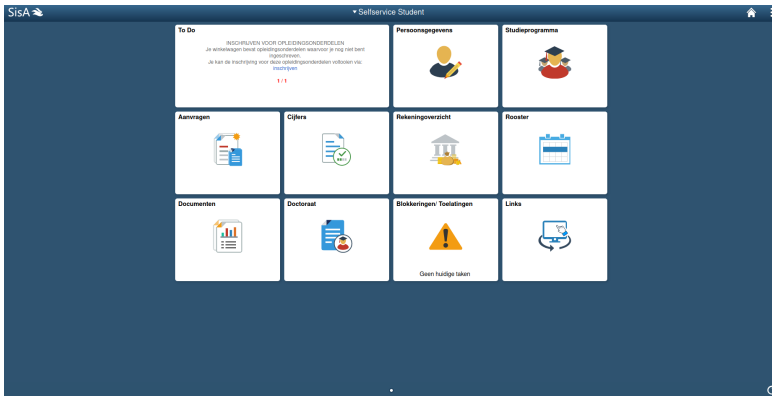 SisA
Selfservice Student
To Do
INSCHRIJVEN VOOR OPLEIDINGSONDERDELEN
Je winkelwagen bevat opleidingsonderdelen waarvoor je nog niet bent
ingeschreven.
Je kan de inschrijving voor deze opleidingsonderdelen voltooien via:
inschrijven
1 / 1
Persoonsgegevens
Studieprogramma
Aanvragen
Cijfers
Rekeningoverzicht
Rooster
Documenten
Doctoraat
Blokkeringen/ Toelatingen
Geen huidige taken
Links